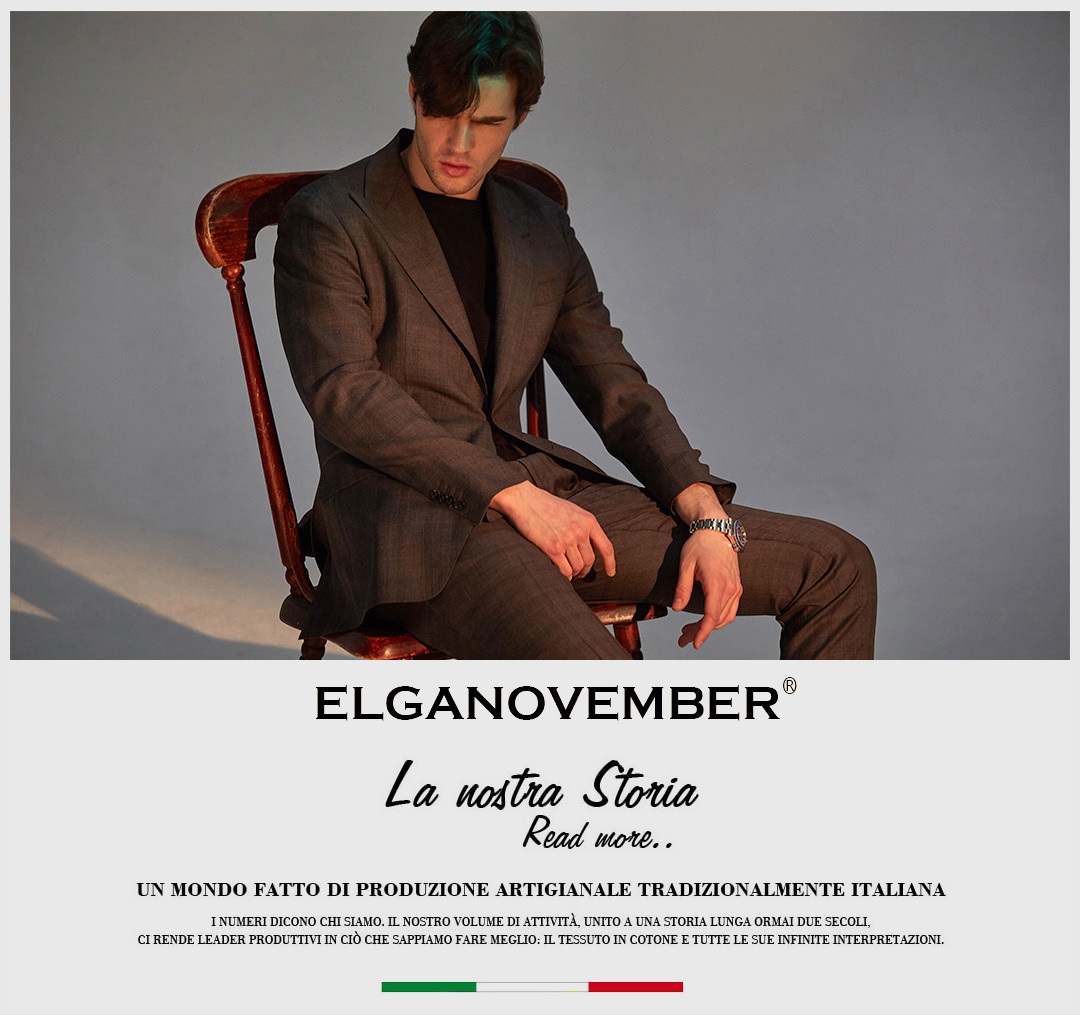 ELGANOVEMBER®
La nostra Storia
Read more..
UN MONDO FATTO DI PRODUZIONE ARTIGIANALE TRADIZIONALMENTE ITALIANA
I NUMERI DICONO CHI SIAMO. IL NOSTRO VOLUME DI ATTIVITÀ, UNITO A UNA STORIA LUNGA ORMAI DUE SECOLI,
CI RENDE LEADER PRODUTTIVI IN CIÒ CHE SAPPIAMO FARE MEGLIO: IL TESSUTO IN COTONE E TUTTE LE SUE INFINITE INTERPRETAZIONI.